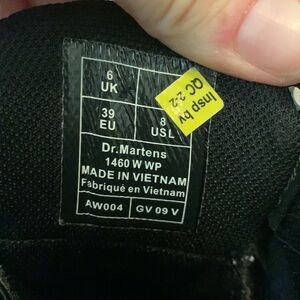 6
UK
39
EU
8
USL
Insp by
QC 2-2
Dr.Martens
1460 W WP
MADE IN VIETNAM
Fabriqué en Vietnam
AW004
GV 09 V